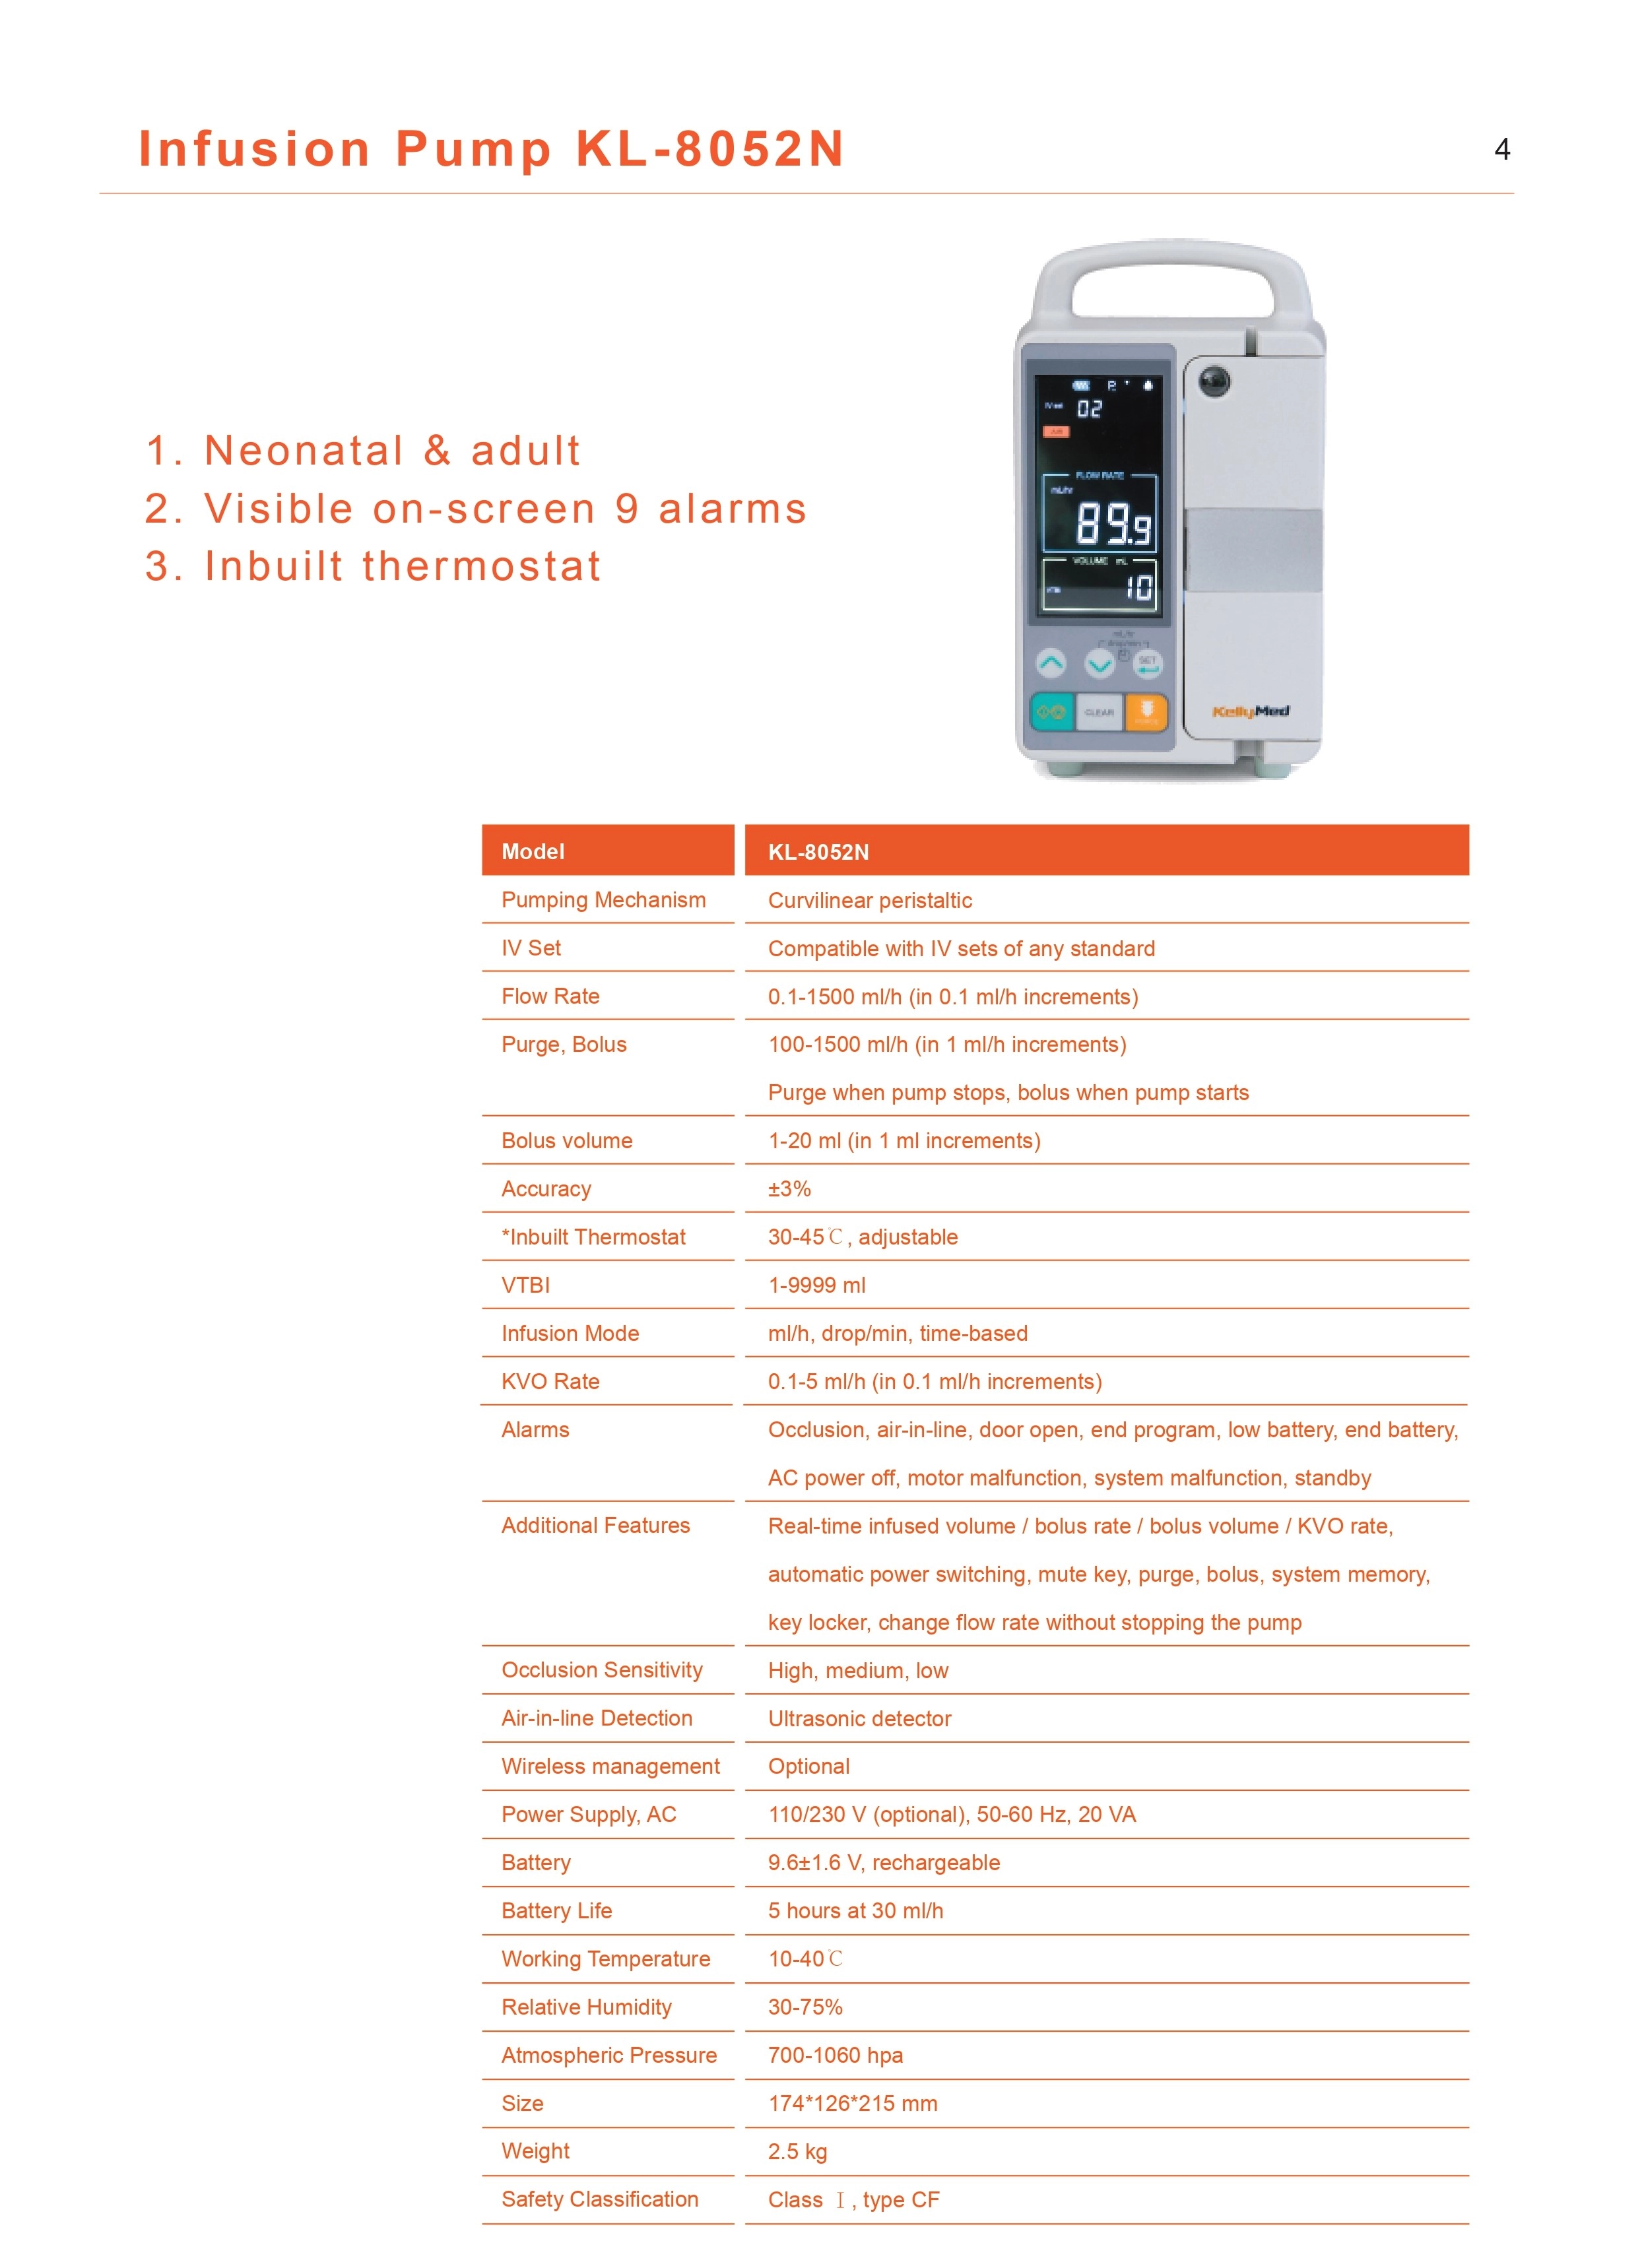 Infusion Pump KL-8052N
4
1. Neonatal & adult
2. Visible on-screen 9 alarms
3. Inbuilt thermostat
IV set 02
FLOW RATE
mL/hr
89.9
VOLUME mL
10
mL/hr
drop/min
SET
CLEAR
KellyMed
Model KL-8052N
Pumping Mechanism Curvilinear peristaltic
IV Set Compatible with IV sets of any standard
Flow Rate 0.1-1500 ml/h (in 0.1 ml/h increments)
Purge, Bolus 100-1500 ml/h (in 1 ml/h increments)
Purge when pump stops, bolus when pump starts
Bolus volume 1-20 ml (in 1 ml increments)
Accuracy ±3%
*Inbuilt Thermostat 30-45℃, adjustable
VTBI 1-9999 ml
Infusion Mode ml/h, drop/min, time-based
KVO Rate 0.1-5 ml/h (in 0.1 ml/h increments)
Alarms Occlusion, air-in-line, door open, end program, low battery, end battery,
AC power off, motor malfunction, system malfunction, standby
Additional Features Real-time infused volume / bolus rate / bolus volume / KVO rate,
automatic power switching, mute key, purge, bolus, system memory,
key locker, change flow rate without stopping the pump
Occlusion Sensitivity High, medium, low
Air-in-line Detection Ultrasonic detector
Wireless management Optional
Power Supply, AC 110/230 V (optional), 50-60 Hz, 20 VA
Battery 9.6±1.6 V, rechargeable
Battery Life 5 hours at 30 ml/h
Working Temperature 10-40℃
Relative Humidity 30-75%
Atmospheric Pressure 700-1060 hpa
Size 174*126*215 mm
Weight 2.5 kg
Safety Classification Class Ⅰ, type CF